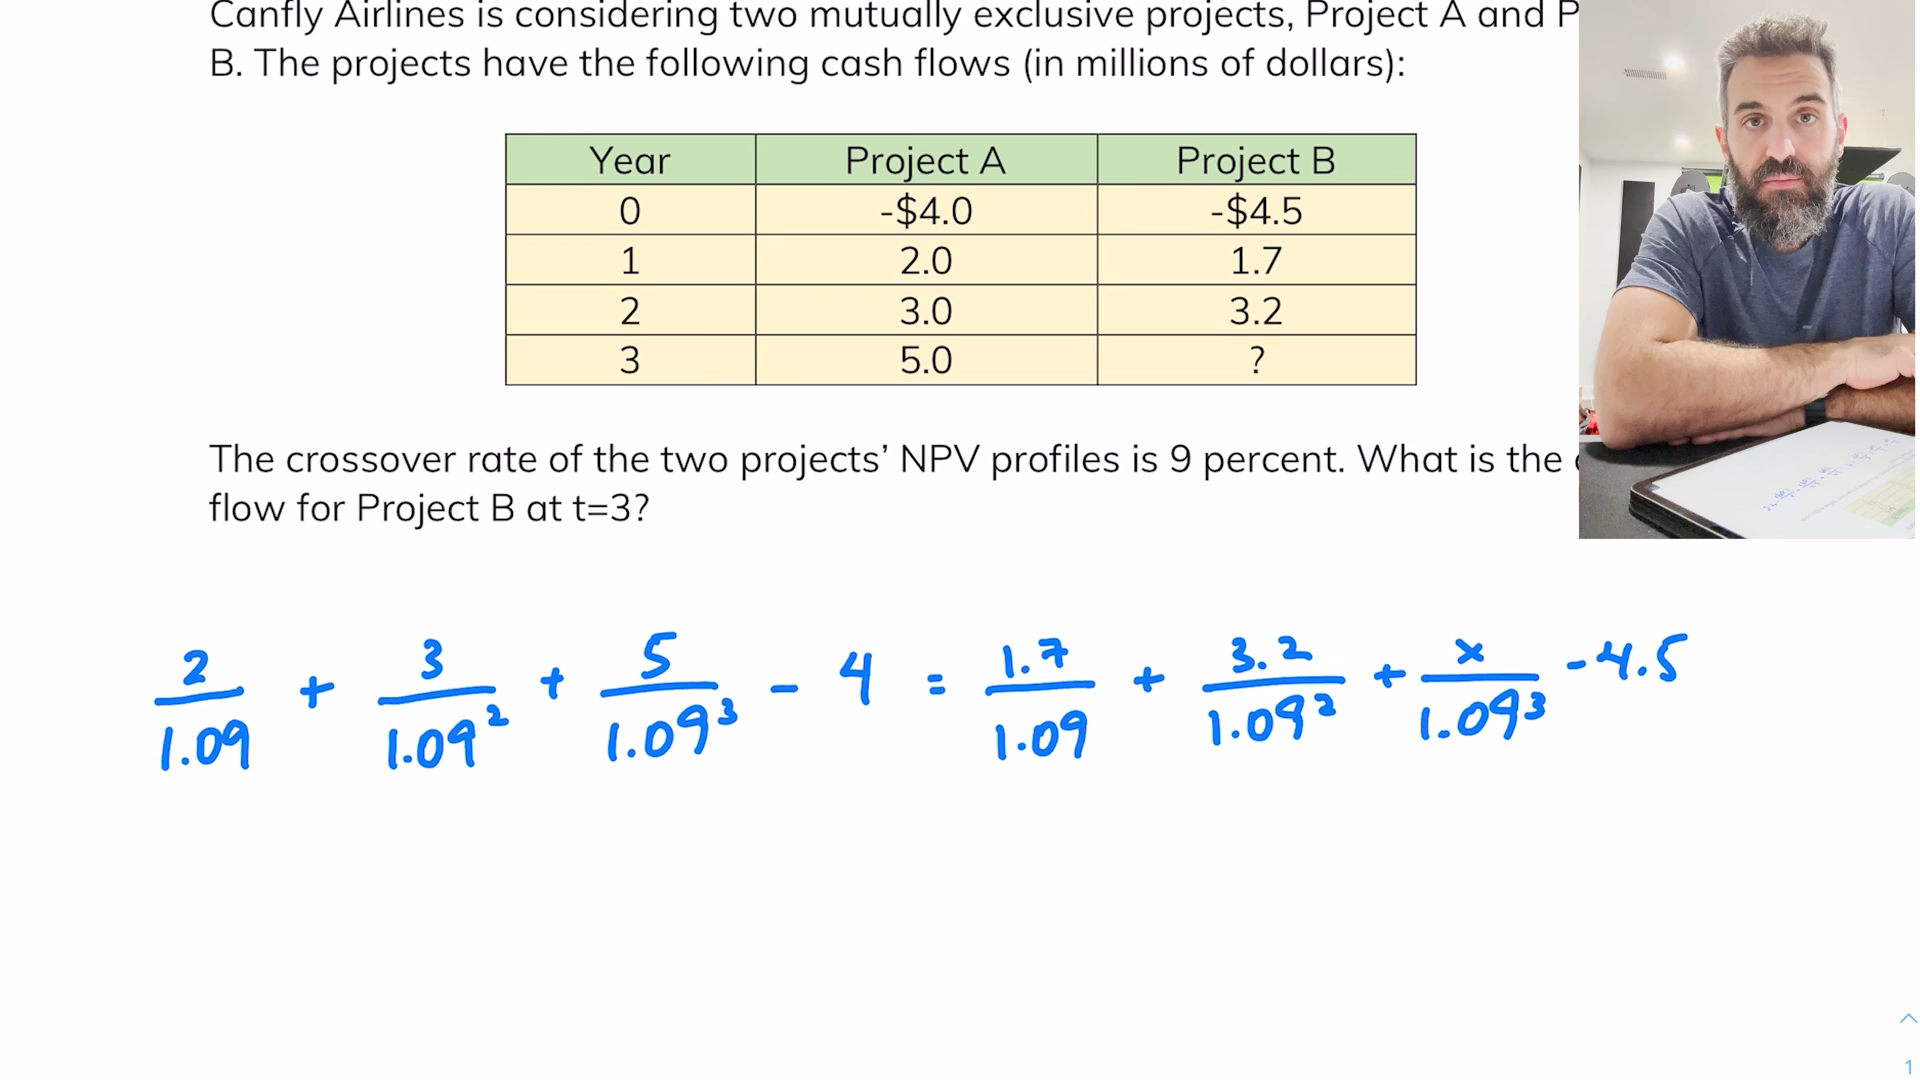 Canfly Airlines is considering two mutually exclusive projects, Project A and P
B. The projects have the following cash flows (in millions of dollars):
Year Project A Project B
0 -$4.0 -$4.5
1 2.0 1.7
2 3.0 3.2
3 5.0 ?
The crossover rate of the two projects’ NPV profiles is 9 percent. What is the
flow for Project B at t=3?
2/1.09 + 3/1.09² + 5/1.09³ - 4 = 1.7/1.09 + 3.2/1.09² + x/1.09³ - 4.5
1